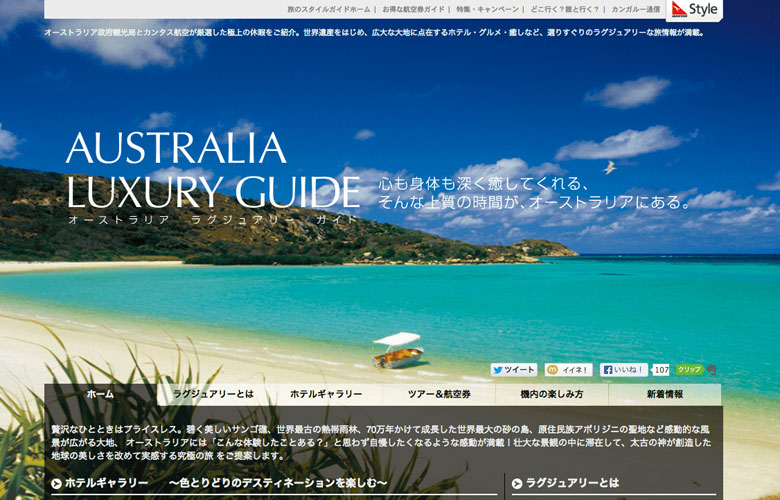 旅のスタイルガイドホーム | お得な航空券ガイド | 特集・キャンペーン | どこ行く？誰と行く？ | カンガルー通信
QANTAS Style
オーストラリア政府観光局とカンタス航空が厳選した極上の休暇をご紹介。世界遺産をはじめ、広大な大地に点在するホテル・グルメ・癒しなど、選りすぐりのラグジュアリーな旅情報が満載。
AUSTRALIA
LUXURY GUIDE
オーストラリア ラグジュアリー ガイド
心も身体も深く癒してくれる、
そんな上質の時間が、オーストラリアにある。
ツイート
m イイネ！
いいね！ 107
クリップ
ホーム
ラグジュアリーとは
ホテルギャラリー
ツアー＆航空券
機内の楽しみ方
新着情報
贅沢なひとときはプライスレス。碧く美しいサンゴ礁、世界最古の熱帯雨林、70万年かけて成長した世界最大の砂の島、原住民族アボリジニの聖地など感動的な風
景が広がる大地、 オーストラリアには「こんな体験したことある？」と思わず自慢したくなるような感動が満載！壮大な景観の中に滞在して、太古の神が創造した
地球の美しさを改めて実感する究極の旅 をご提案します。
ホテルギャラリー ～色とりどりのデスティネーションを楽しむ～
ラグジュアリーとは